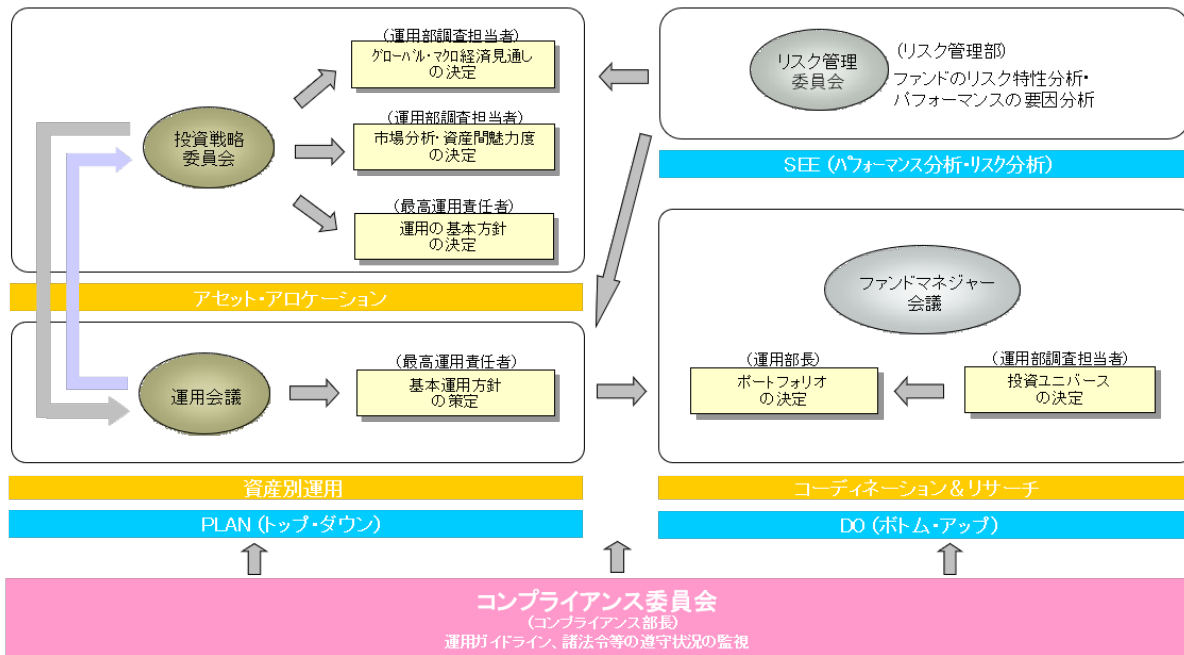 (運用部調査担当者)
グローバル・マクロ経済見通し
の決定
投資戦略
委員会
(運用部調査担当者)
市場分析・資産間魅力度
の決定
(最高運用責任者)
運用の基本方針
の決定
アセット・アロケーション
運用会議
(最高運用責任者)
基本運用方針
の策定
資産別運用
PLAN (トップ・ダウン)
リスク管理
委員会
(リスク管理部)
ファンドのリスク特性分析・
パフォーマンスの要因分析
SEE (パフォーマンス分析・リスク分析)
ファンドマネジャー
会議
(運用部長)
ポートフォリオ
の決定
(運用部調査担当者)
投資ユニバース
の決定
コーディネーション&リサーチ
DO (ボトム・アップ)
コンプライアンス委員会
(コンプライアンス部長)
運用ガイドライン、諸法令等の遵守状況の監視